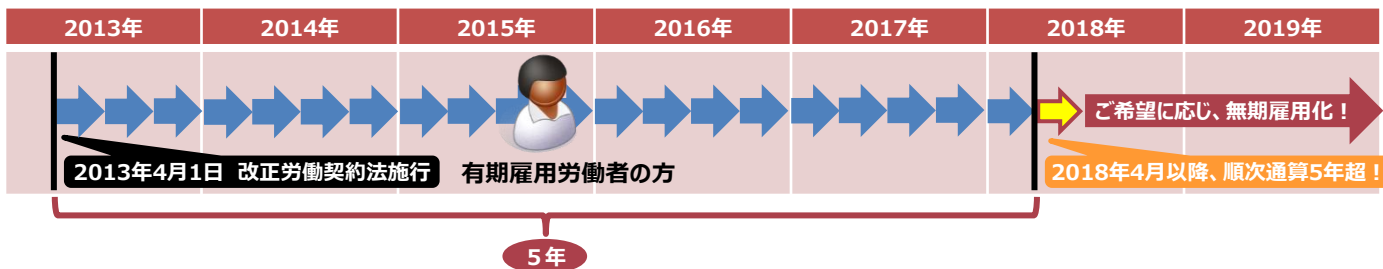 2013年 2014年 2015年 2016年 2017年 2018年 2019年
ご希望に応じ、無期雇用化！
2013年4月1日 改正労働契約法施行
有期雇用労働者の方
2018年4月以降、順次通算5年超！
５年